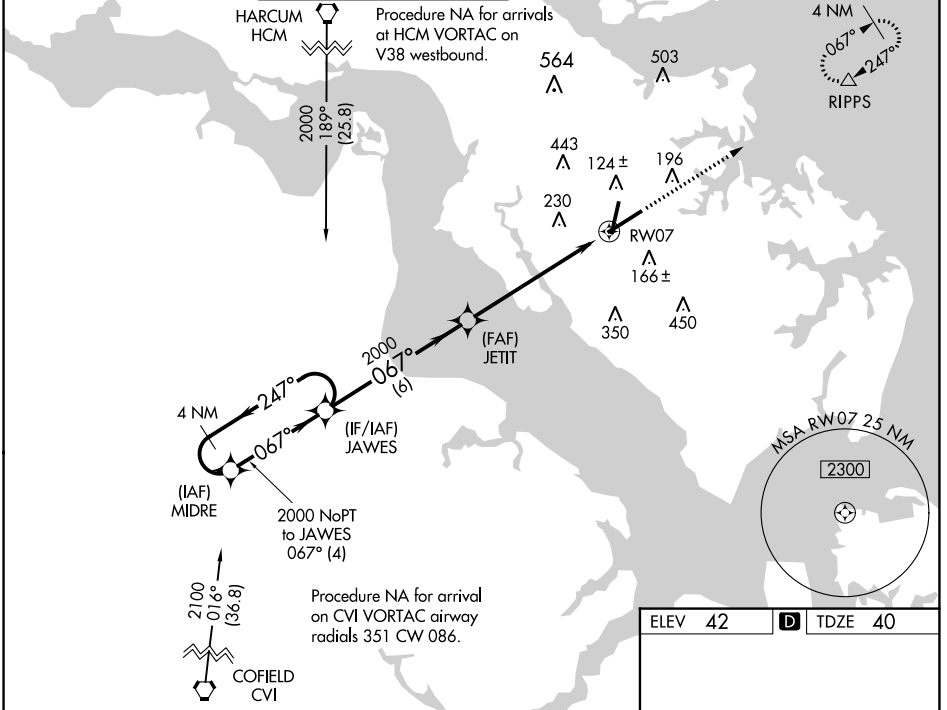 HARCUM
HCM
Procedure NA for arrivals
at HCM VORTAC on
V38 westbound.
2000
189°
(25.8)
564
503
443
124±
196
230
RW07
166±
350
450
4 NM
067°
247°
RIPPS
2000
067°
(6)
(FAF)
JETIT
4 NM
247°
067°
(IF/IAF)
JAWES
(IAF)
MIDRE
2000 NoPT
to JAWES
067° (4)
MSA RW07 25 NM
2300
2100
016°
(36.8)
Procedure NA for arrival
on CVI VORTAC airway
radials 351 CW 086.
COFIELD
CVI
ELEV 42 D TDZE 40